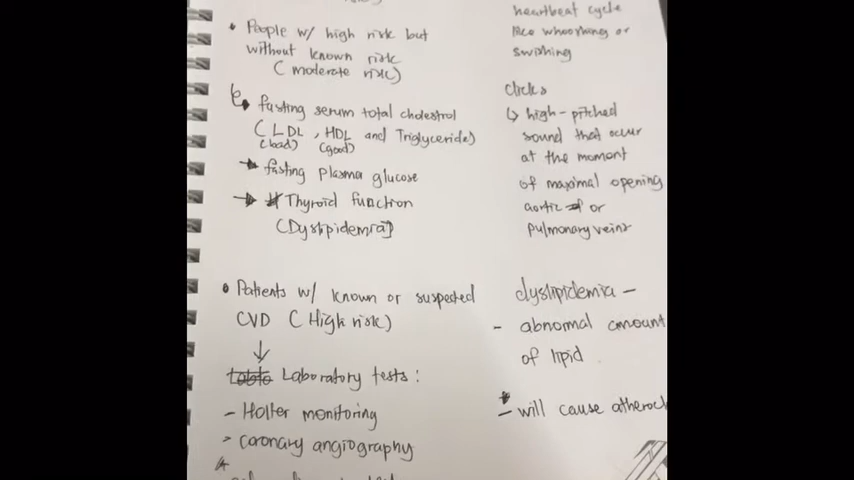 • People w/ high risk but
without known risk
( moderate risk)
fasting serum total cholestrol
(LDL, HDL and Triglyceride)
(bad) (good)
→ fasting plasma glucose
→ Thyroid function
(Dyslipidemia)
• Patients w/ known or suspected
CVD ( High risk)
↓
Laboratory tests:
- Holter monitoring
- coronary angiography
heartbeat cycle
like whooshing or
swishing
clicks
↳ high-pitched
sound that occur
at the moment
of maximal opening
aortic or
pulmonary veins
dyslipidemia -
- abnormal amount
of lipid
- will cause atheroc